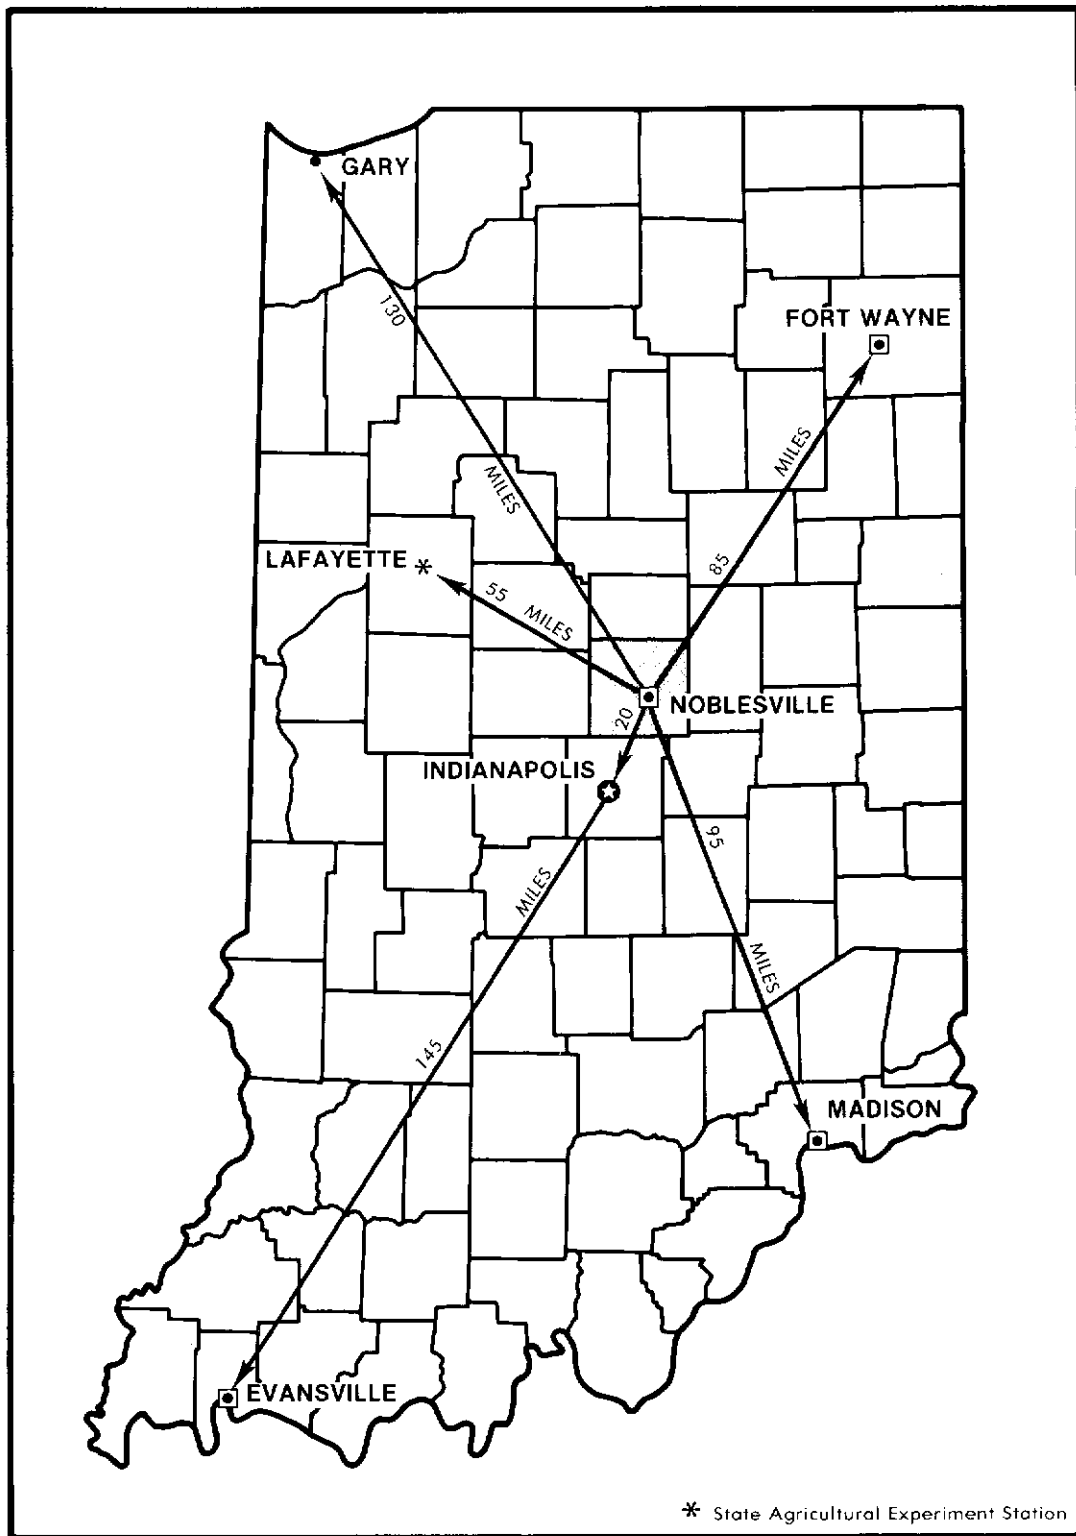 GARY
130
MILES
FORT WAYNE
MILES
85
LAFAYETTE *
55 MILES
NOBLESVILLE
20
INDIANAPOLIS
MILES
95
MILES
145
MADISON
EVANSVILLE
* State Agricultural Experiment Station